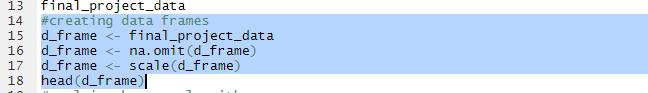 13 final_project_data
14 #creating data frames
15 d_frame <- final_project_data
16 d_frame <- na.omit(d_frame)
17 d_frame <- scale(d_frame)
18 head(d_frame)